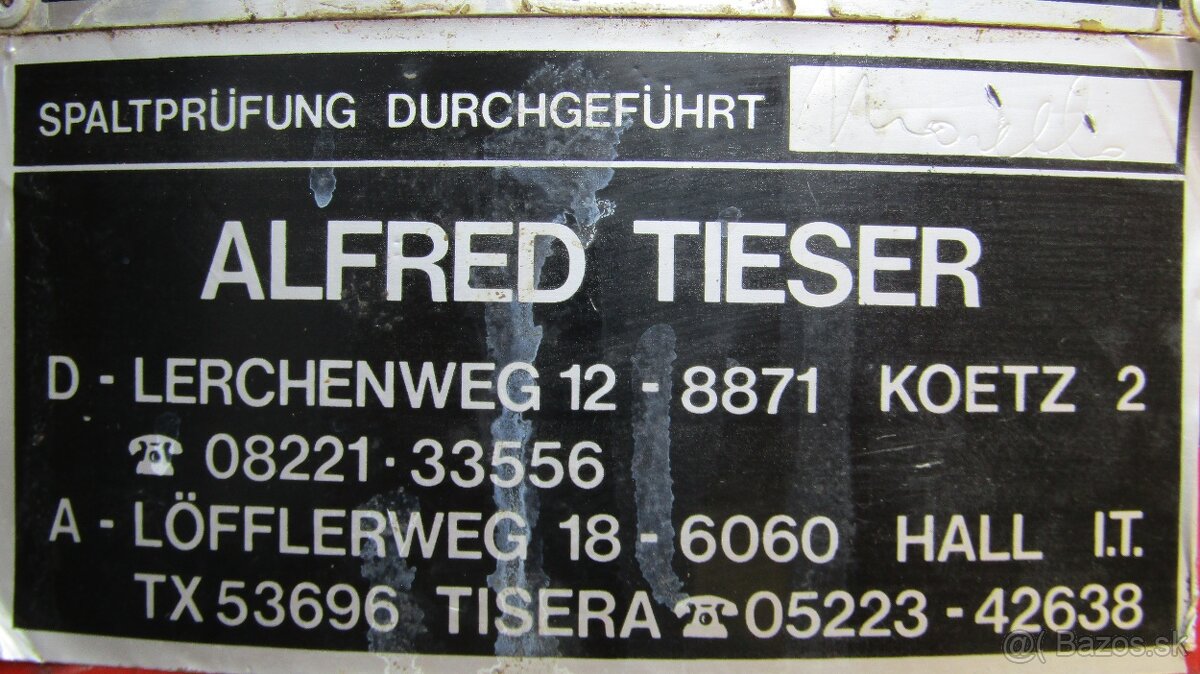 SPALTPRÜFUNG DURCHGEFÜHRT
ALFRED TIESER
D - LERCHENWEG 12 - 8871 KOETZ 2
☎ 08221 · 33556
A - LÖFFLERWEG 18 - 6060 HALL I.T.
TX 53696 TISERA ☎ 05223 - 42638
@( Bazos.sk